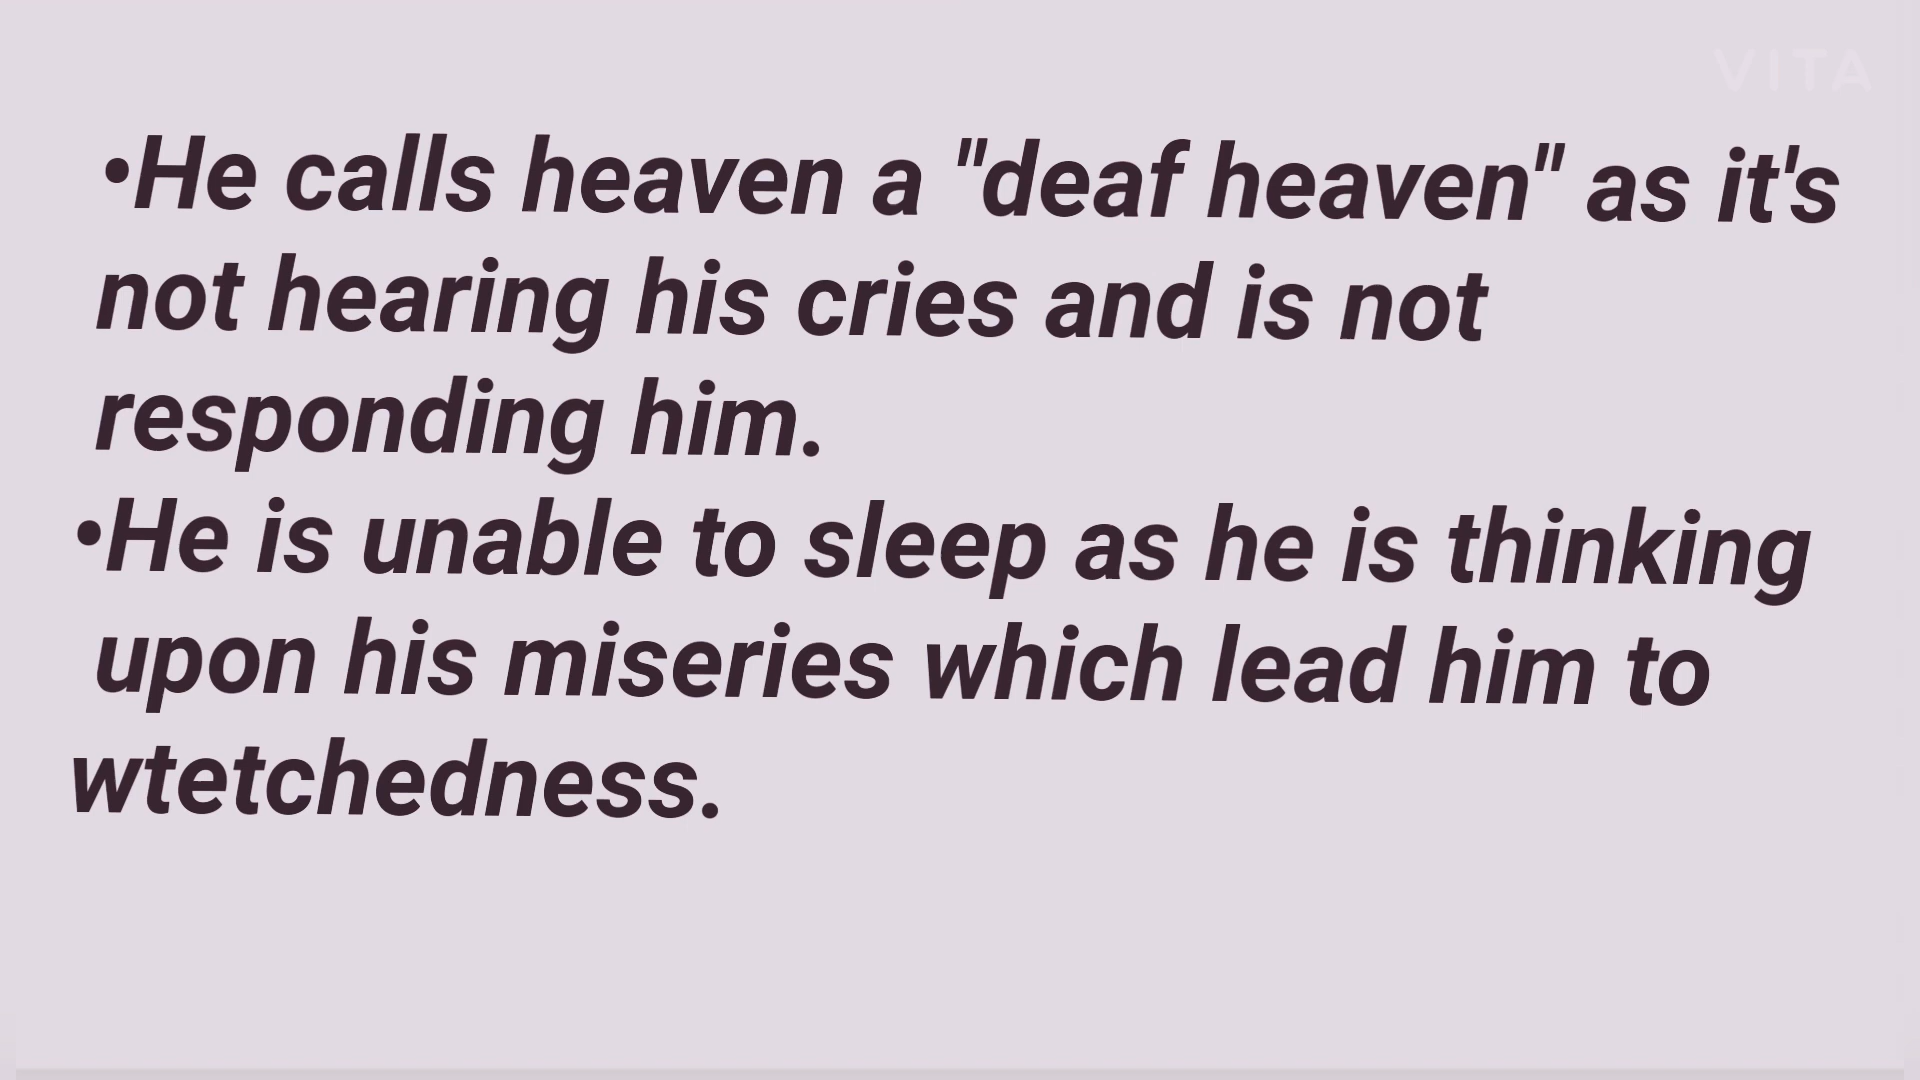 VITA
•He calls heaven a "deaf heaven" as it's
not hearing his cries and is not
responding him.
•He is unable to sleep as he is thinking
upon his miseries which lead him to
wtetchedness.